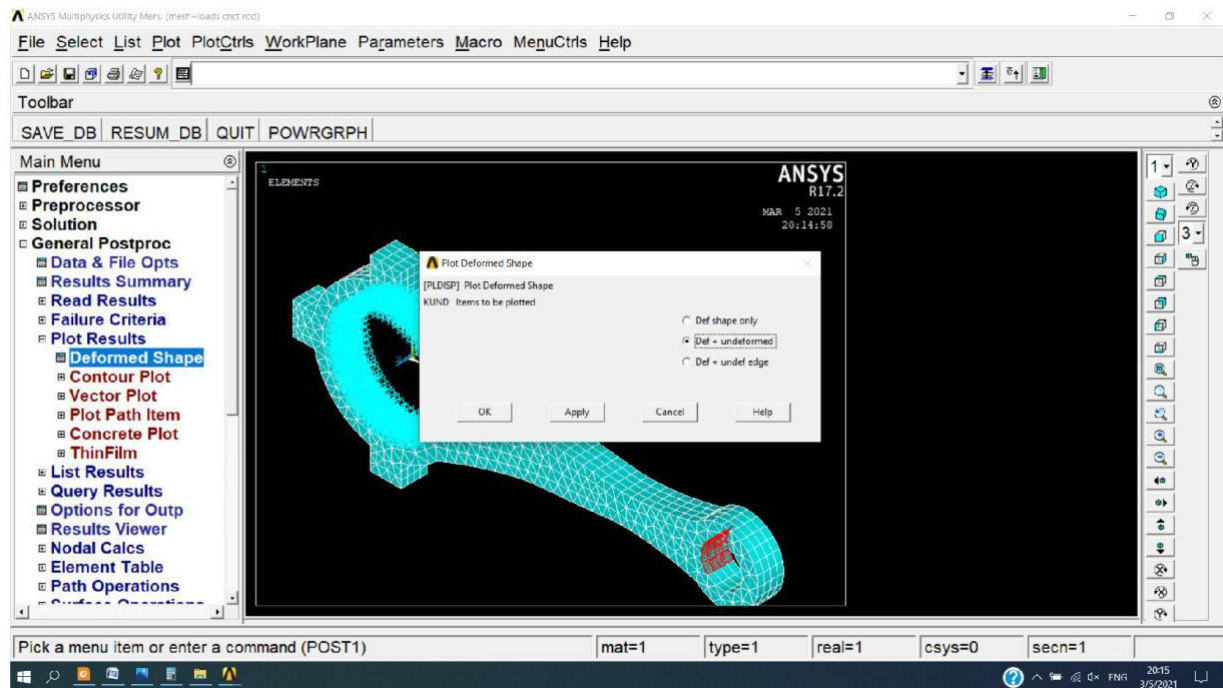 ANSYS Multiphysics Utility Menu (mesh+loads cnct rod)
File Select List Plot PlotCtrls WorkPlane Parameters Macro MenuCtrls Help
Toolbar
SAVE_DB RESUM_DB QUIT POWRGRPH
Main Menu
Preferences
Preprocessor
Solution
General Postproc
Data & File Opts
Results Summary
Read Results
Failure Criteria
Plot Results
Deformed Shape
Contour Plot
Vector Plot
Plot Path Item
Concrete Plot
ThinFilm
List Results
Query Results
Options for Outp
Results Viewer
Nodal Calcs
Element Table
Path Operations
1
ELEMENTS
ANSYS
R17.2
MAR 5 2021
20:14:50
Plot Deformed Shape
[PLDISP] Plot Deformed Shape
KUND Items to be plotted
Def shape only
Def + undeformed
Def + undef edge
OK Apply Cancel Help
1
3
Pick a menu item or enter a command (POST1)
mat=1 type=1 real=1 csys=0 secn=1
ENG
20:15
3/5/2021